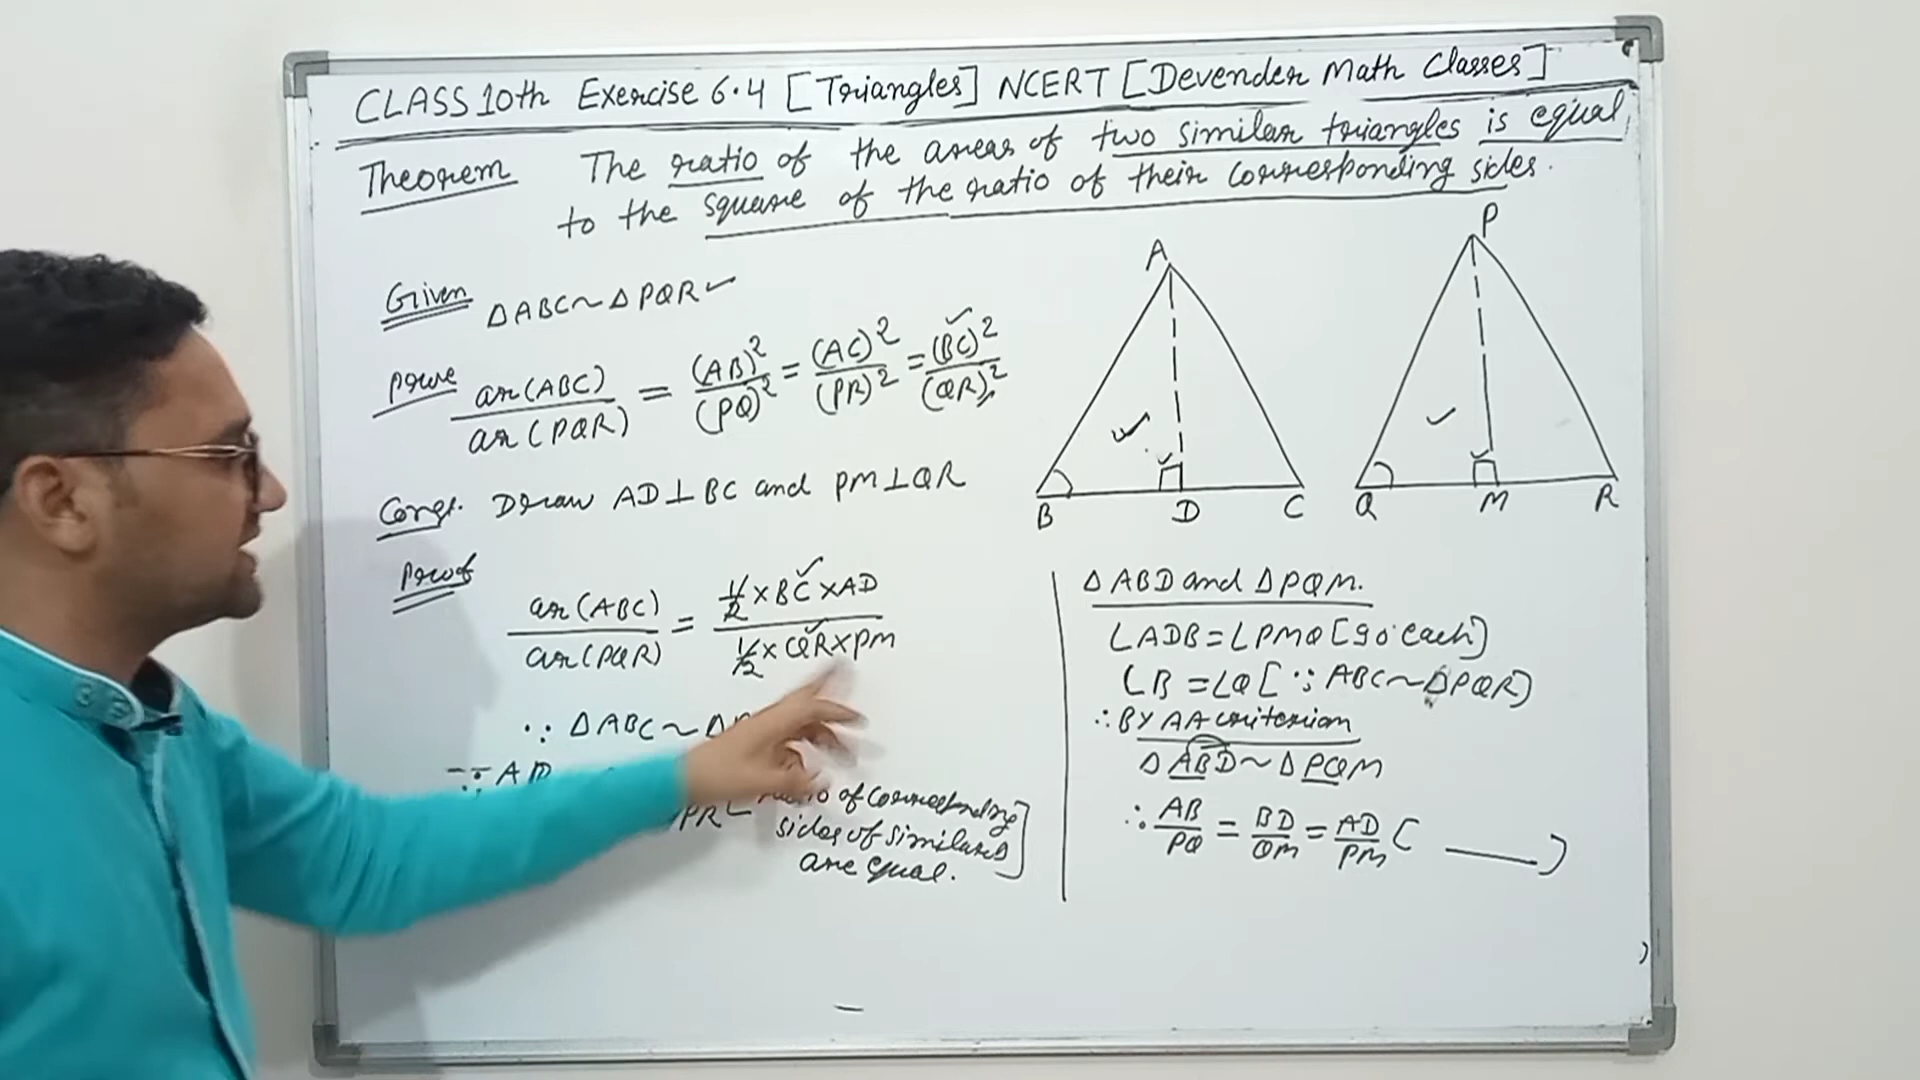 CLASS 10th Exercise 6.4 [Triangles] NCERT [Devender Math Classes]
Theorem The ratio of the areas of two similar triangles is equal
to the square of the ratio of their corresponding sides.
Given ΔABC ~ ΔPQR ✓
Prove ar(ABC)/ar(PQR) = (AB)²/(PQ)² = (AC)²/(PR)² = (BC)²/(QR)²
Const. Draw AD ⊥ BC and PM ⊥ QR
Proof
ar(ABC)/ar(PQR) = 1/2 × BC × AD / 1/2 × QR × PM
∵ ΔABC ~ Δ
∴ AB
PR
ratio of corresponding
sides of similar Δs
are equal.
A
B D C
P
Q M R
ΔABD and ΔPQM.
∠ADB = ∠PMQ [90° each]
∠B = ∠Q [∵ ABC ~ ΔPQR)
∴ By AA criterion
ΔABD ~ ΔPQM
∴ AB/PQ = BD/QM = AD/PM [ ___ )